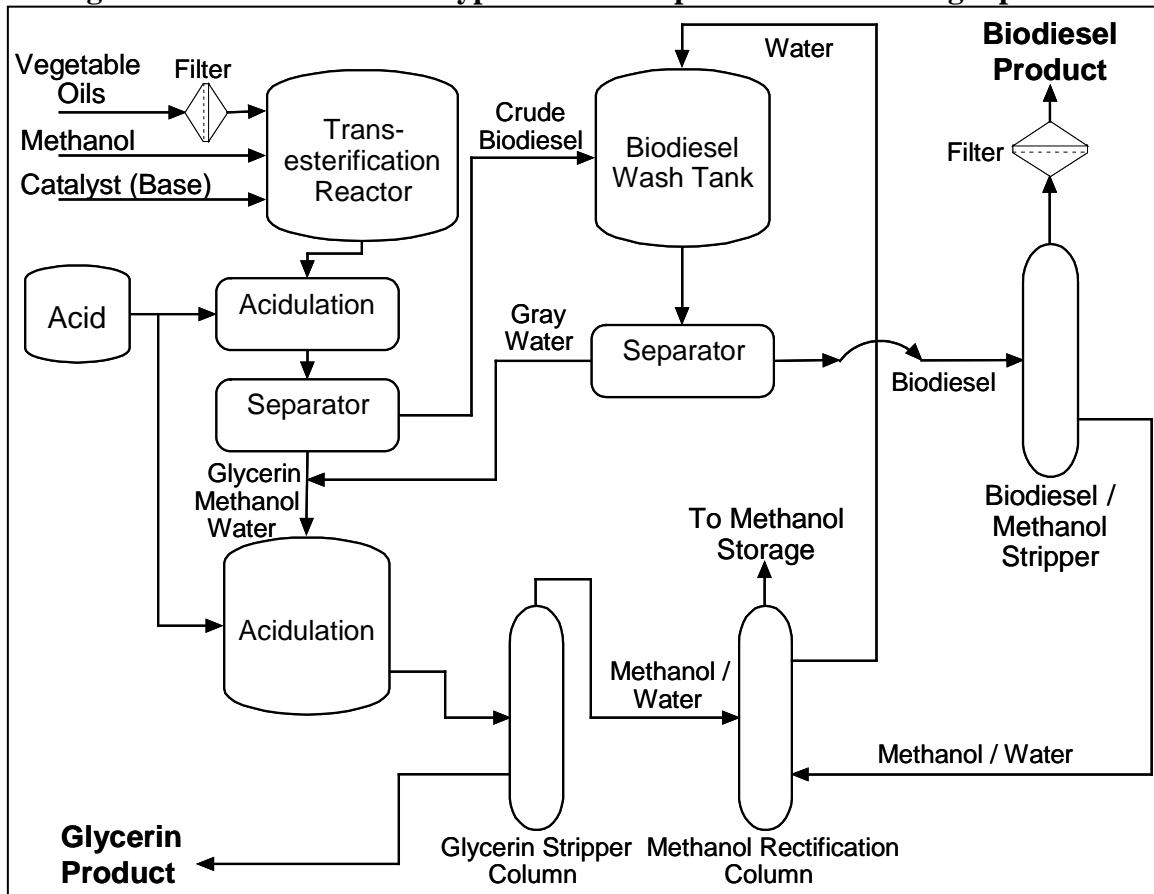 Vegetable
Oils
Filter
Methanol
Catalyst (Base)
Trans-
esterification
Reactor
Crude
Biodiesel
Water
Biodiesel
Wash Tank
Biodiesel
Product
Filter
Acid
Acidulation
Separator
Gray
Water
Separator
Biodiesel
Biodiesel /
Methanol
Stripper
Glycerin
Methanol
Water
Acidulation
To Methanol
Storage
Methanol /
Water
Methanol / Water
Glycerin
Product
Glycerin Stripper
Column
Methanol Rectification
Column